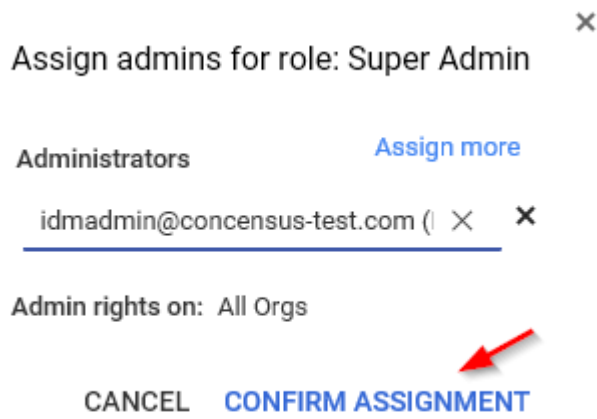 Assign admins for role: Super Admin
Administrators Assign more
idmadmin@concensus-test.com (
Admin rights on: All Orgs
CANCEL CONFIRM ASSIGNMENT